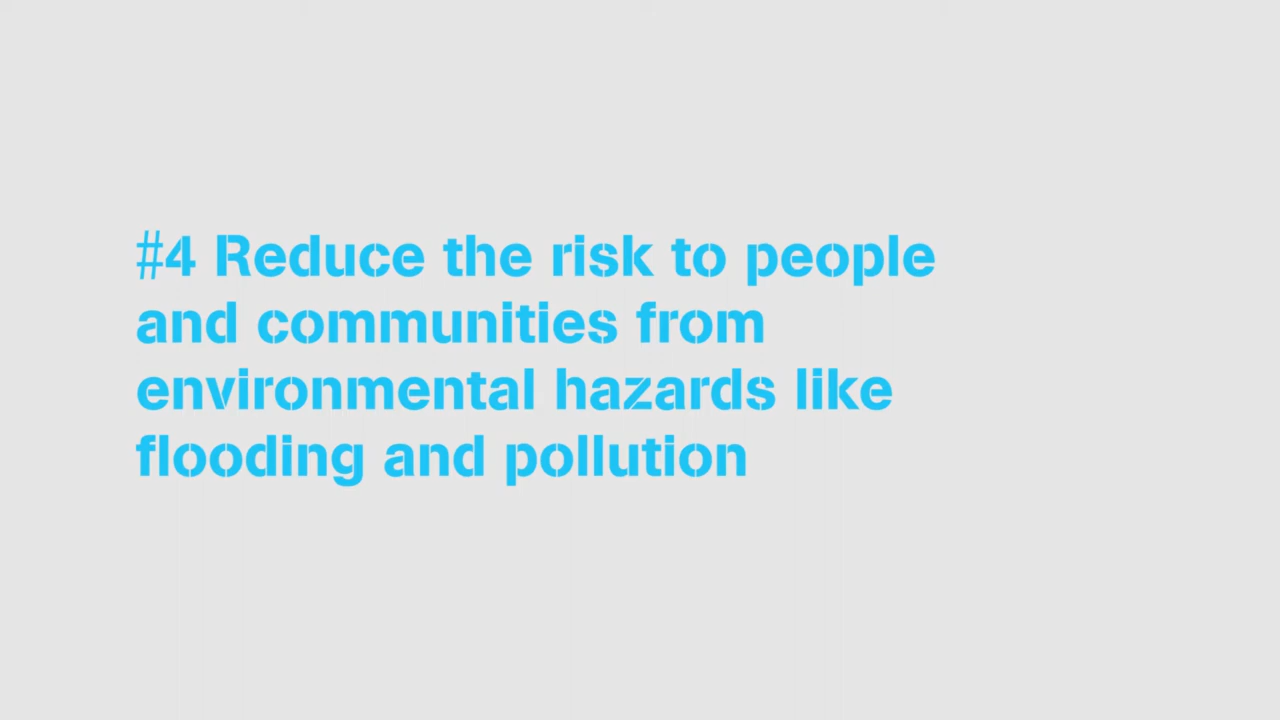 #4 Reduce the risk to people
and communities from
environmental hazards like
flooding and pollution